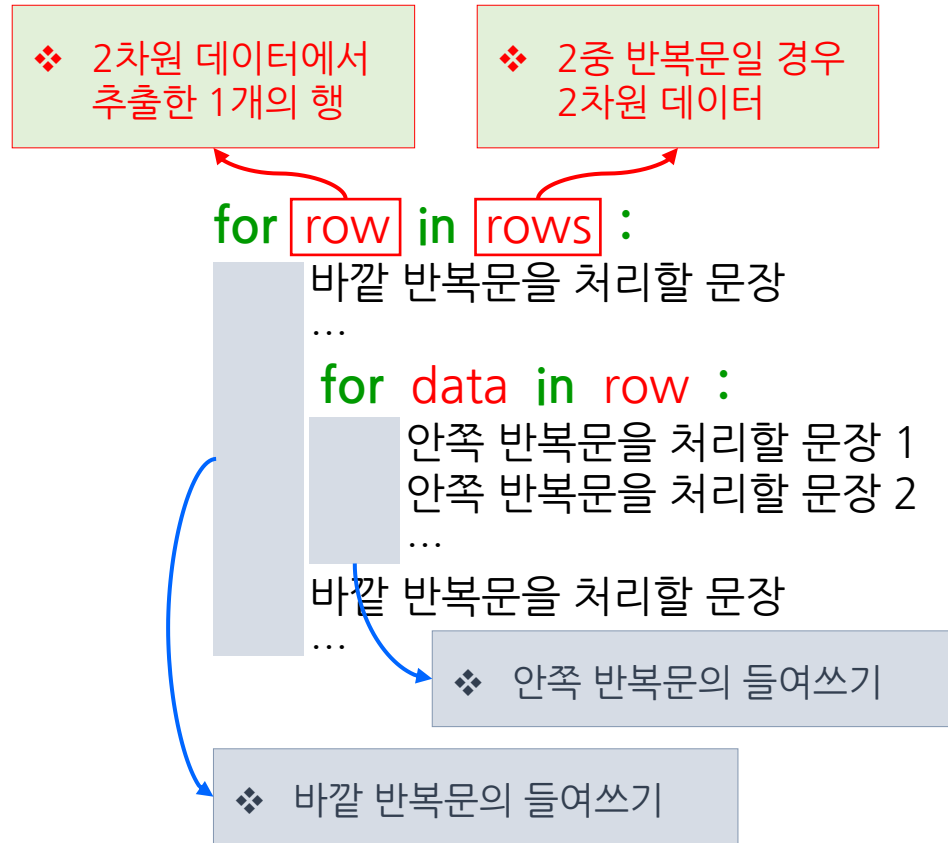 ❖ 2차원 데이터에서
추출한 1개의 행
❖ 2중 반복문일 경우
2차원 데이터
for row in rows :
바깥 반복문을 처리할 문장
…
for data in row :
안쪽 반복문을 처리할 문장 1
안쪽 반복문을 처리할 문장 2
…
바깥 반복문을 처리할 문장
…
❖ 안쪽 반복문의 들여쓰기
❖ 바깥 반복문의 들여쓰기